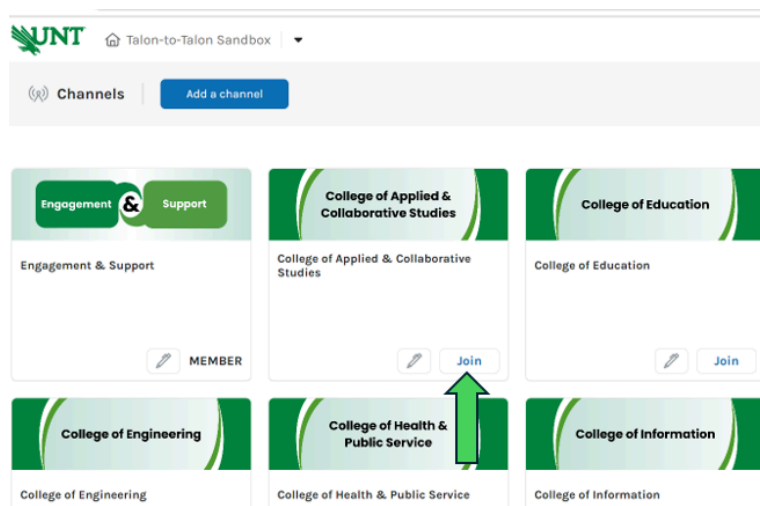 UNT Talon-to-Talon Sandbox
Channels Add a channel
Engagement & Support
College of Applied &
Collaborative Studies
College of Education
Engagement & Support
College of Applied & Collaborative
Studies
College of Education
MEMBER
Join
Join
College of Engineering
College of Health &
Public Service
College of Information
College of Engineering
College of Health & Public Service
College of Information